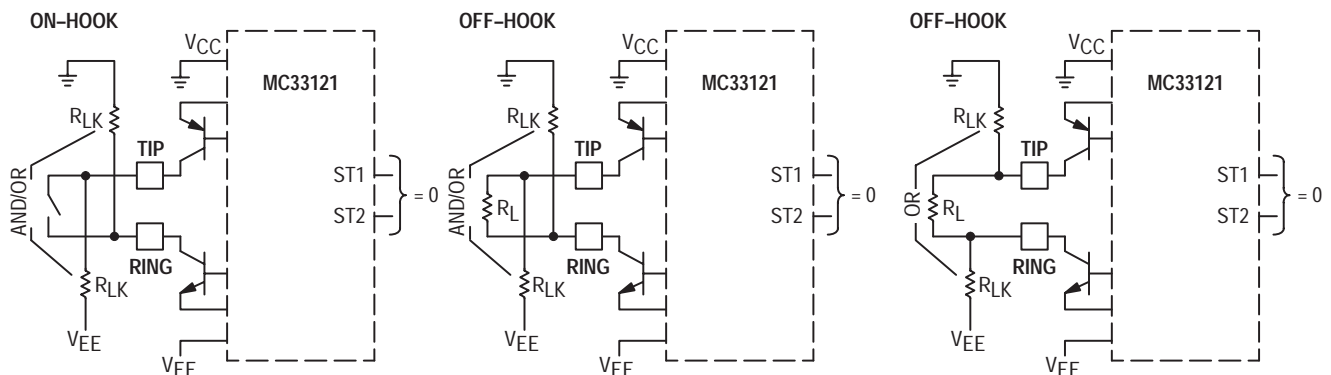 ON–HOOK
VCC
MC33121
RLK
TIP
ST1
ST2
= 0
AND/OR
RING
RLK
VEE
VEE
OFF–HOOK
VCC
MC33121
RLK
TIP
ST1
ST2
= 0
AND/OR
RL
RING
RLK
VEE
VEE
OFF–HOOK
VCC
MC33121
RLK
TIP
ST1
ST2
= 0
OR
RL
RING
RLK
VEE
VEE